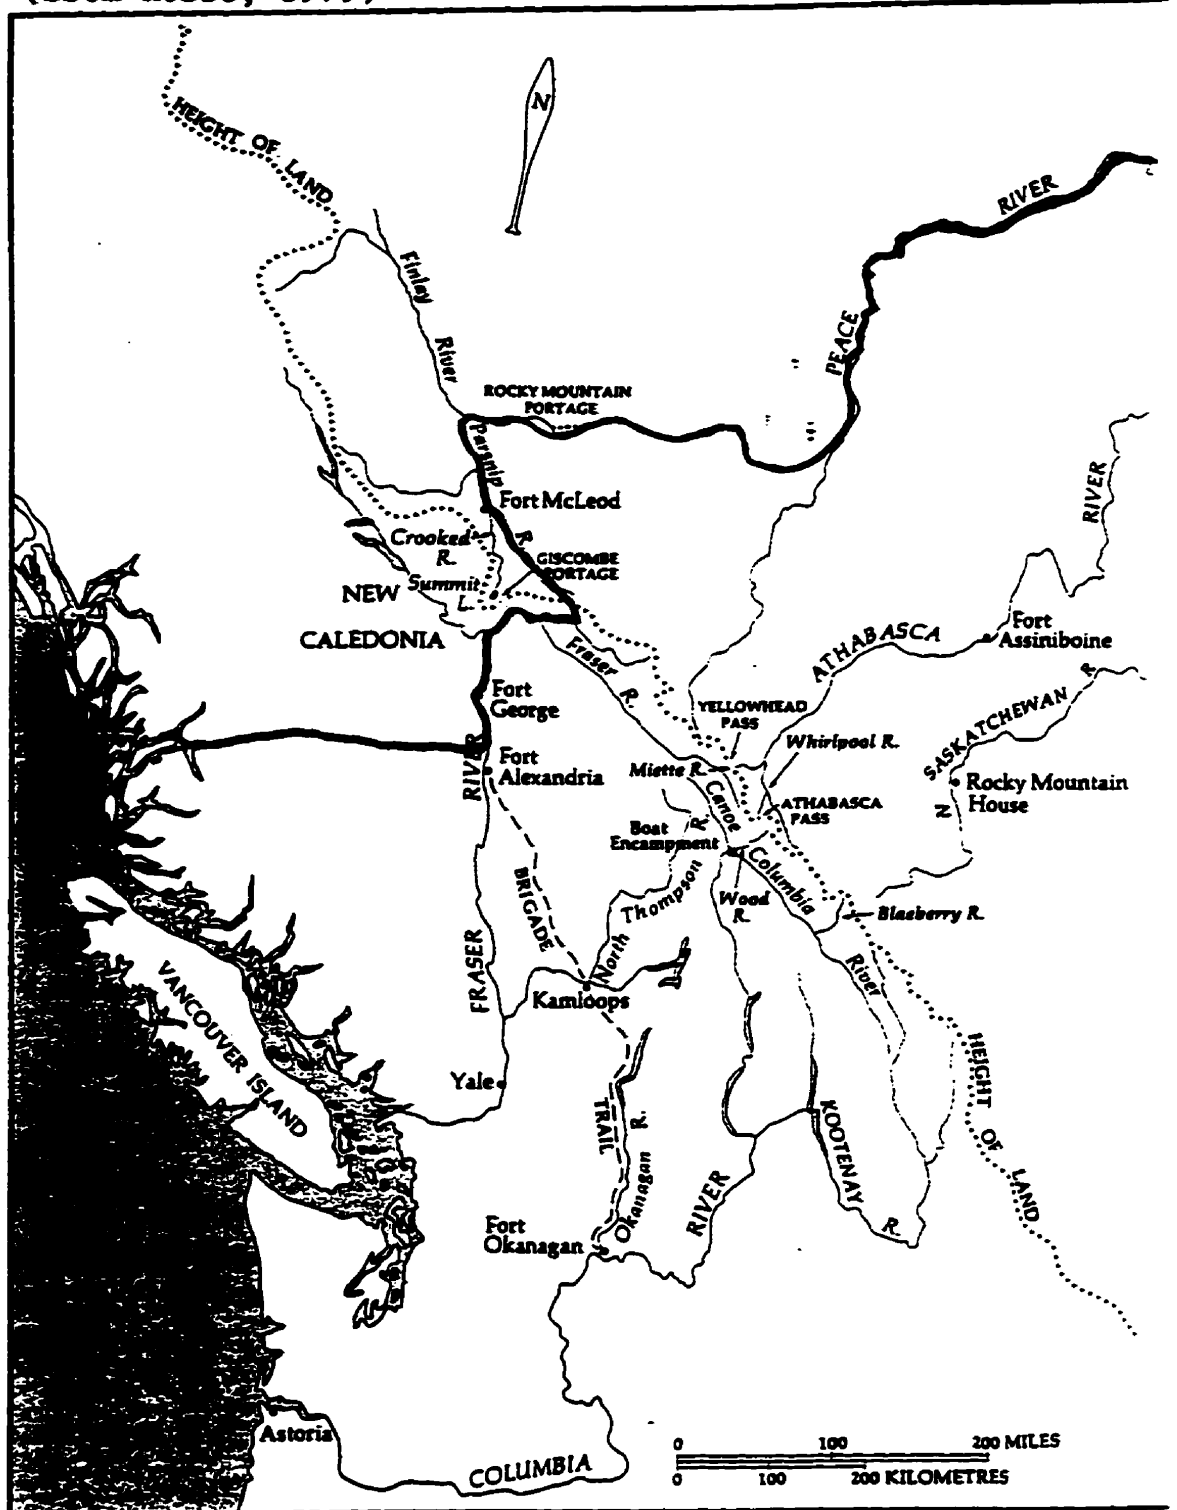 HEIGHT OF LAND
N
RIVER
PEACE
Finlay
River
ROCKY MOUNTAIN
PORTAGE
Parsnip
R.
Fort McLeod
RIVER
Crooked
R.
GISCOMBE
PORTAGE
NEW
Summit
L.
CALEDONIA
Fort
Assiniboine
ATHABASCA
Fraser R.
SASKATCHEWAN R
Fort
George
YELLOWHEAD
PASS
Whirlpool R.
RIVER
Fort
Alexandria
Miette R.
Rocky Mountain
House
N
Canoe
R.
ATHABASCA
PASS
Boat
Encampment
Columbia
BRIGADE
Thompson
Wood
R.
Blaeberry R.
FRASER
North
River
Kamloops
VANCOUVER ISLAND
HEIGHT
OF
LAND
Yale
TRAIL
R.
KOOTENAY
Okanagan
RIVER
R.
Fort
Okanagan
Astoria
COLUMBIA
0 100 200 MILES
0 100 200 KILOMETRES